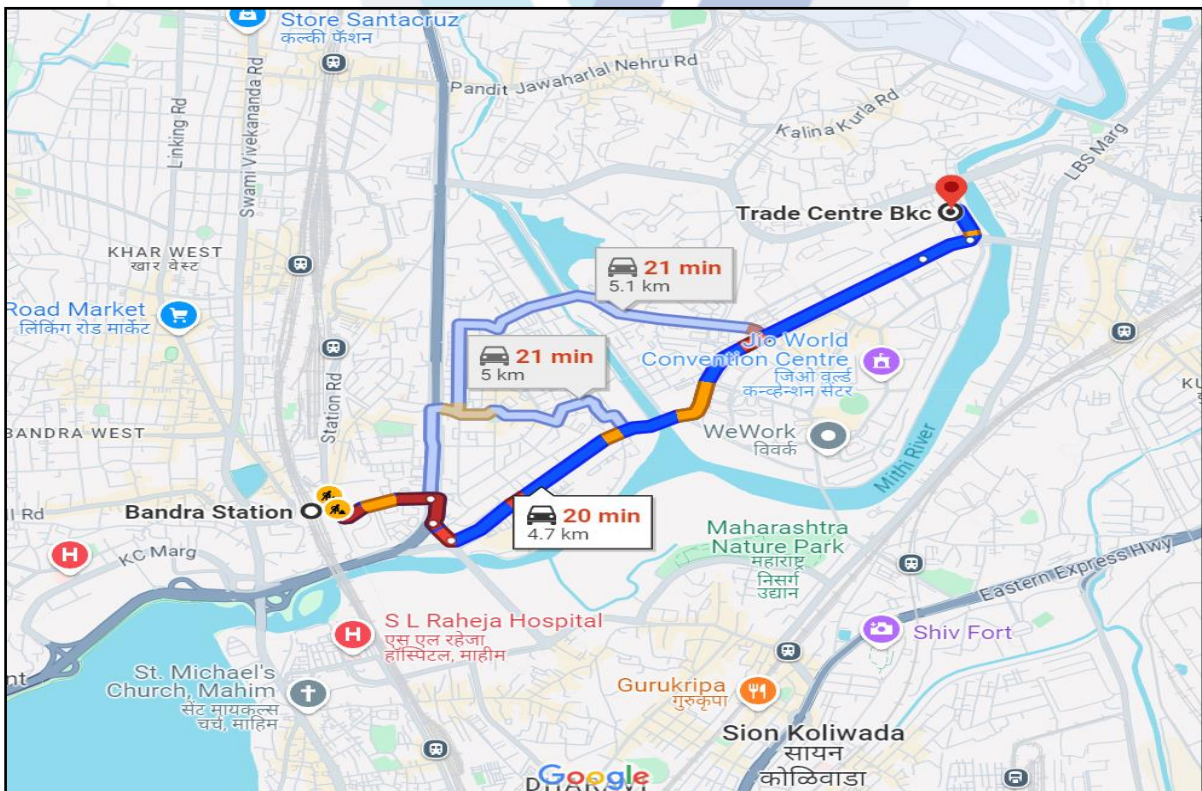 Store Santacruz
कल्की फॅशन
Pandit Jawaharlal Nehru Rd
Kalina Kurla Rd
LBS Marg
Linking Rd
Swami Vivekananda Rd
Trade Centre Bkc
KHAR WEST
खार वेस्ट
21 min
5.1 km
Road Market
लिंकिंग रोड मार्केट
Jio World
Convention Centre
जिओ वर्ल्ड
कन्व्हेन्शन सेंटर
21 min
5 km
Station Rd
BANDRA WEST
WeWork
विवर्क
Mithi River
Bandra Station
20 min
4.7 km
KC Marg
Maharashtra
Nature Park
महाराष्ट्र
निसर्ग
उद्यान
Eastern Express Hwy
S L Raheja Hospital
एस एल रहेजा
हॉस्पिटल, माहीम
Shiv Fort
St. Michael's
Church, Mahim
सेंट मायकल्स
चर्च, माहिम
Gurukripa
गुरुकृपा
Sion Koliwada
सायन
कोळिवाडा
Google
DHARAVI